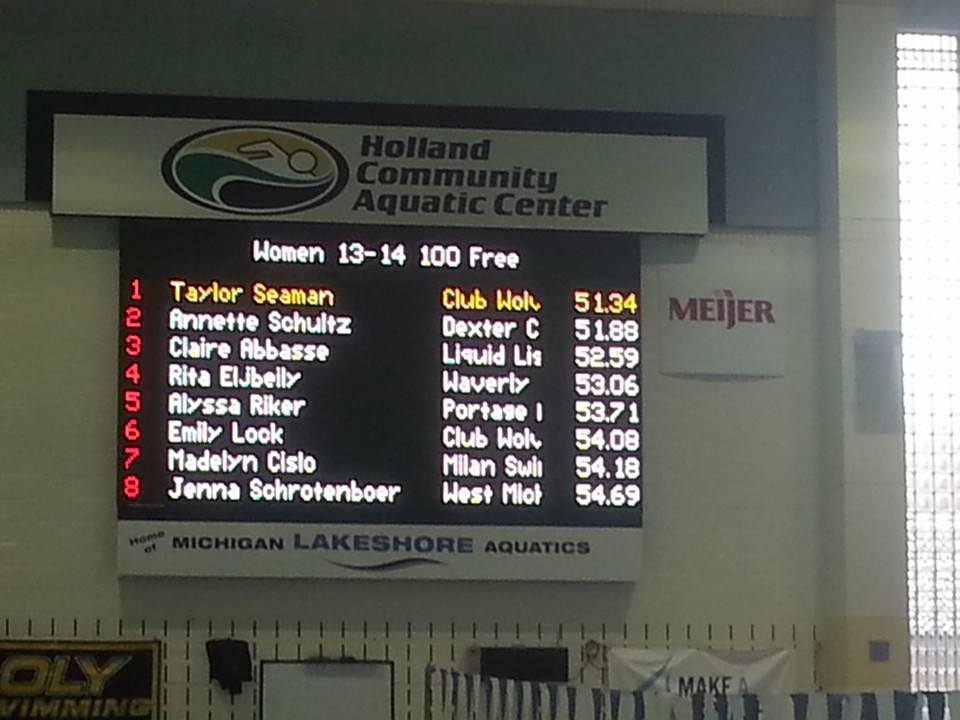 Holland
Community
Aquatic Center
Women 13-14 100 Free
1 Taylor Seaman Club Wolv 51.34
2 Annette Schultz Dexter C 51.88
3 Claire Abbasse Liquid Lis 52.59
4 Rita ElJbeily Waverly 53.06
5 Alyssa Riker Portage 53.71
6 Emily Look Club Wolv 54.08
7 Madelyn Cislo Milan Swi 54.18
8 Jenna Schrotenboer West Mich 54.69
MEIJER
Home of MICHIGAN LAKESHORE AQUATICS
OLY
WIMMING
MAKE A